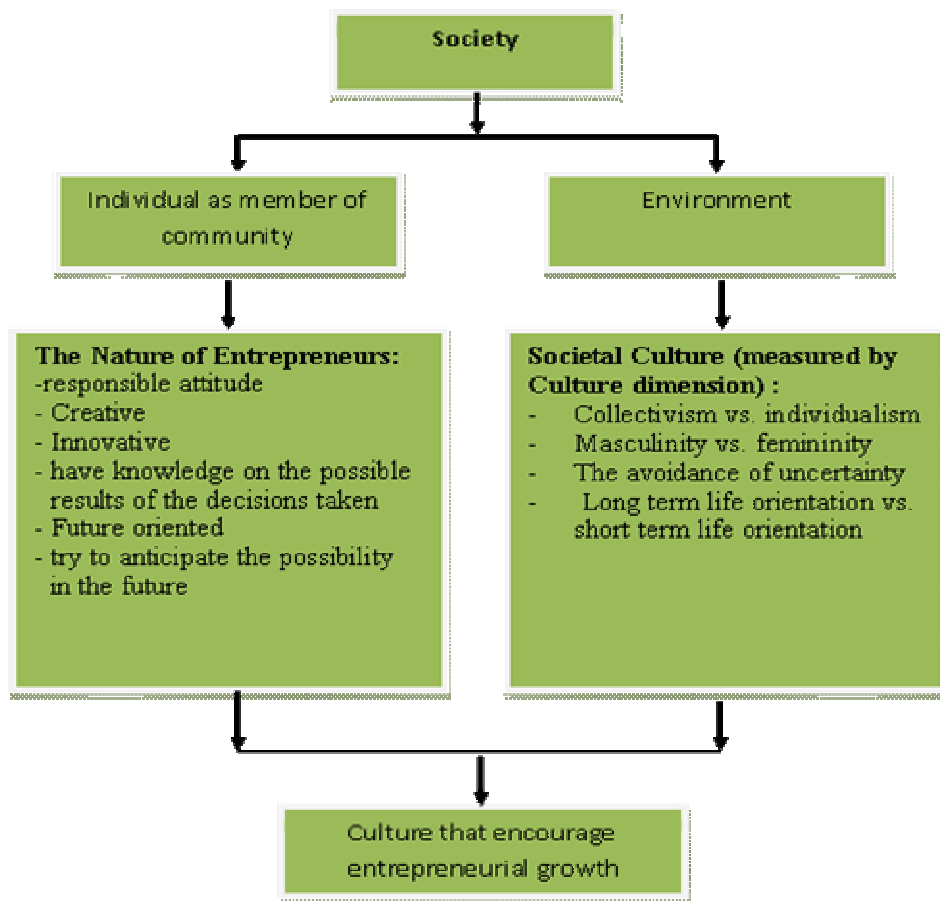 Society
Individual as member of
community
Environment
The Nature of Entrepreneurs:
-responsible attitude
- Creative
- Innovative
- have knowledge on the possible
results of the decisions taken
- Future oriented
- try to anticipate the possibility
in the future
Societal Culture (measured by
Culture dimension) :
- Collectivism vs. individualism
- Masculinity vs. femininity
- The avoidance of uncertainty
- Long term life orientation vs.
short term life orientation
Culture that encourage
entrepreneurial growth